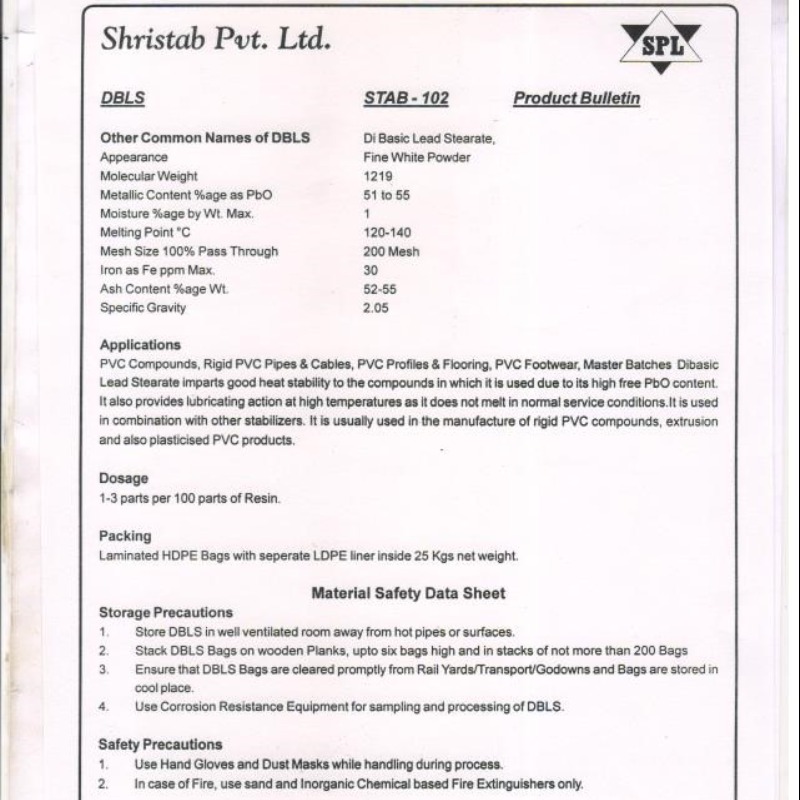 Shristab Pvt. Ltd.
SPL
DBLS STAB - 102 Product Bulletin
Other Common Names of DBLS Di Basic Lead Stearate,
Appearance Fine White Powder
Molecular Weight 1219
Metallic Content %age as PbO 51 to 55
Moisture %age by Wt. Max. 1
Melting Point °C 120-140
Mesh Size 100% Pass Through 200 Mesh
Iron as Fe ppm Max. 30
Ash Content %age Wt. 52-55
Specific Gravity 2.05
Applications
PVC Compounds, Rigid PVC Pipes & Cables, PVC Profiles & Flooring, PVC Footwear, Master Batches Dibasic
Lead Stearate imparts good heat stability to the compounds in which it is used due to its high free PbO content.
It also provides lubricating action at high temperatures as it does not melt in normal service conditions.It is used
in combination with other stabilizers. It is usually used in the manufacture of rigid PVC compounds, extrusion
and also plasticised PVC products.
Dosage
1-3 parts per 100 parts of Resin.
Packing
Laminated HDPE Bags with seperate LDPE liner inside 25 Kgs net weight.
Material Safety Data Sheet
Storage Precautions
1. Store DBLS in well ventilated room away from hot pipes or surfaces.
2. Stack DBLS Bags on wooden Planks, upto six bags high and in stacks of not more than 200 Bags
3. Ensure that DBLS Bags are cleared promptly from Rail Yards/Transport/Godowns and Bags are stored in
cool place.
4. Use Corrosion Resistance Equipment for sampling and processing of DBLS.
Safety Precautions
1. Use Hand Gloves and Dust Masks while handling during process.
2. In case of Fire, use sand and Inorganic Chemical based Fire Extinguishers only.